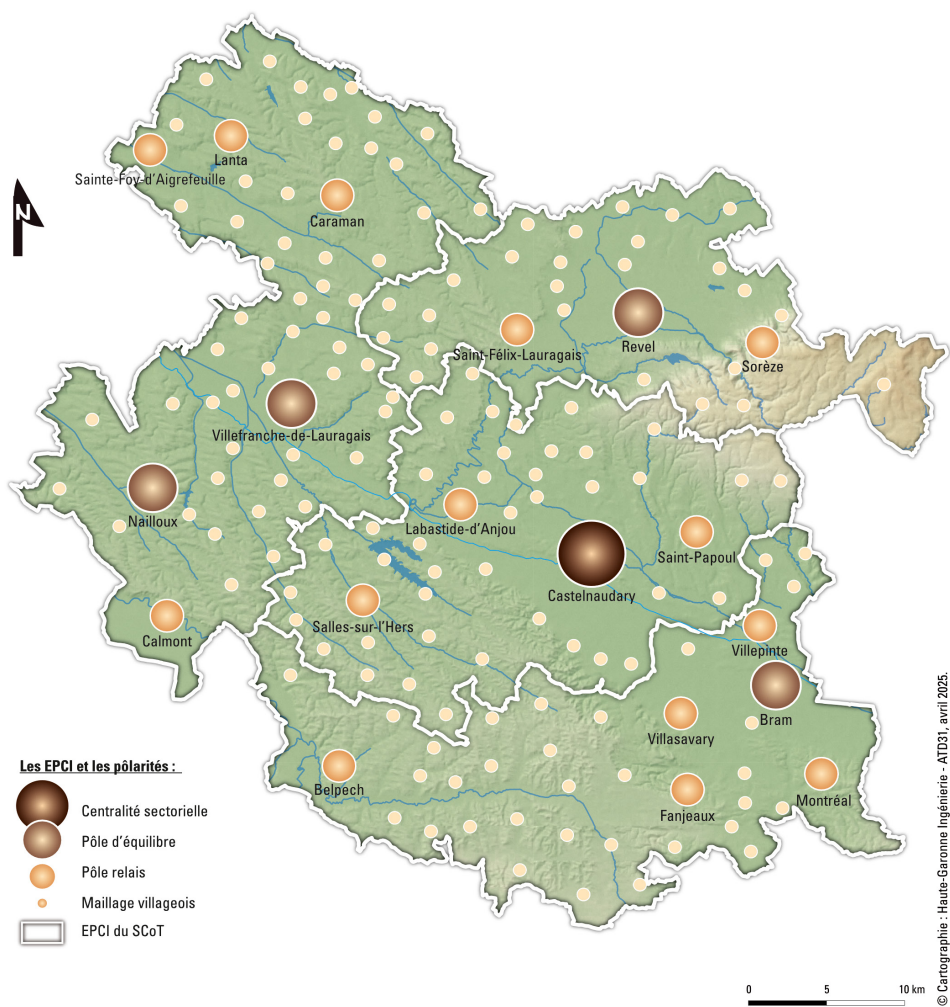 Lanta
Sainte-Foy-d'Aigrefeuille
N
Caraman
Saint-Félix-Lauragais
Revel
Sorèze
Villefranche-de-Lauragais
Nailloux
Labastide-d'Anjou
Saint-Papoul
Castelnaudary
Salles-sur-l'Hers
Calmont
Villepinte
Bram
Villasavary
Belpech
Fanjeaux
Montréal
Les EPCI et les pôlarités :
Centralité sectorielle
Pôle d'équilibre
Pôle relais
Maillage villageois
EPCI du SCoT
0 5 10 km
© Cartographie : Haute-Garonne Ingénierie - ATD31, avril 2025.